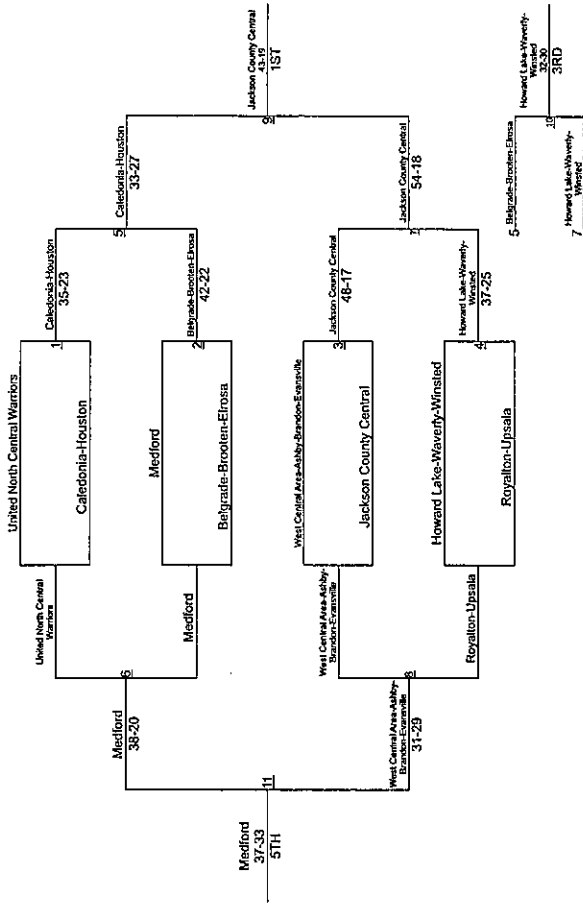 United North Central Warriors
1
Caledonia-Houston
Caledonia-Houston
35-23
Medford
2
Belgrade-Brooten-Elrosa
Belgrade-Brooten-Elrosa
42-22
5
Caledonia-Houston
33-27
West Central Area-Ashby-Brandon-Evansville
3
Jackson County Central
Jackson County Central
48-17
Howard Lake-Waverly-Winsted
4
Royalton-Upsala
Howard Lake-Waverly-
Winsted
37-25
7
Jackson County Central
54-18
9
Jackson County Central
43-19
1ST
5
Belgrade-Brooten-Elrosa
7
Howard Lake-Waverly-
Winsted
10
Howard Lake-Waverly-
Winsted
32-30
3RD
United North Central
Warriors
6
Medford
Medford
38-20
West Central Area-Ashby-
Brandon-Evansville
8
Royalton-Upsala
West Central Area-Ashby-
Brandon-Evansville
31-29
11
Medford
37-33
5TH